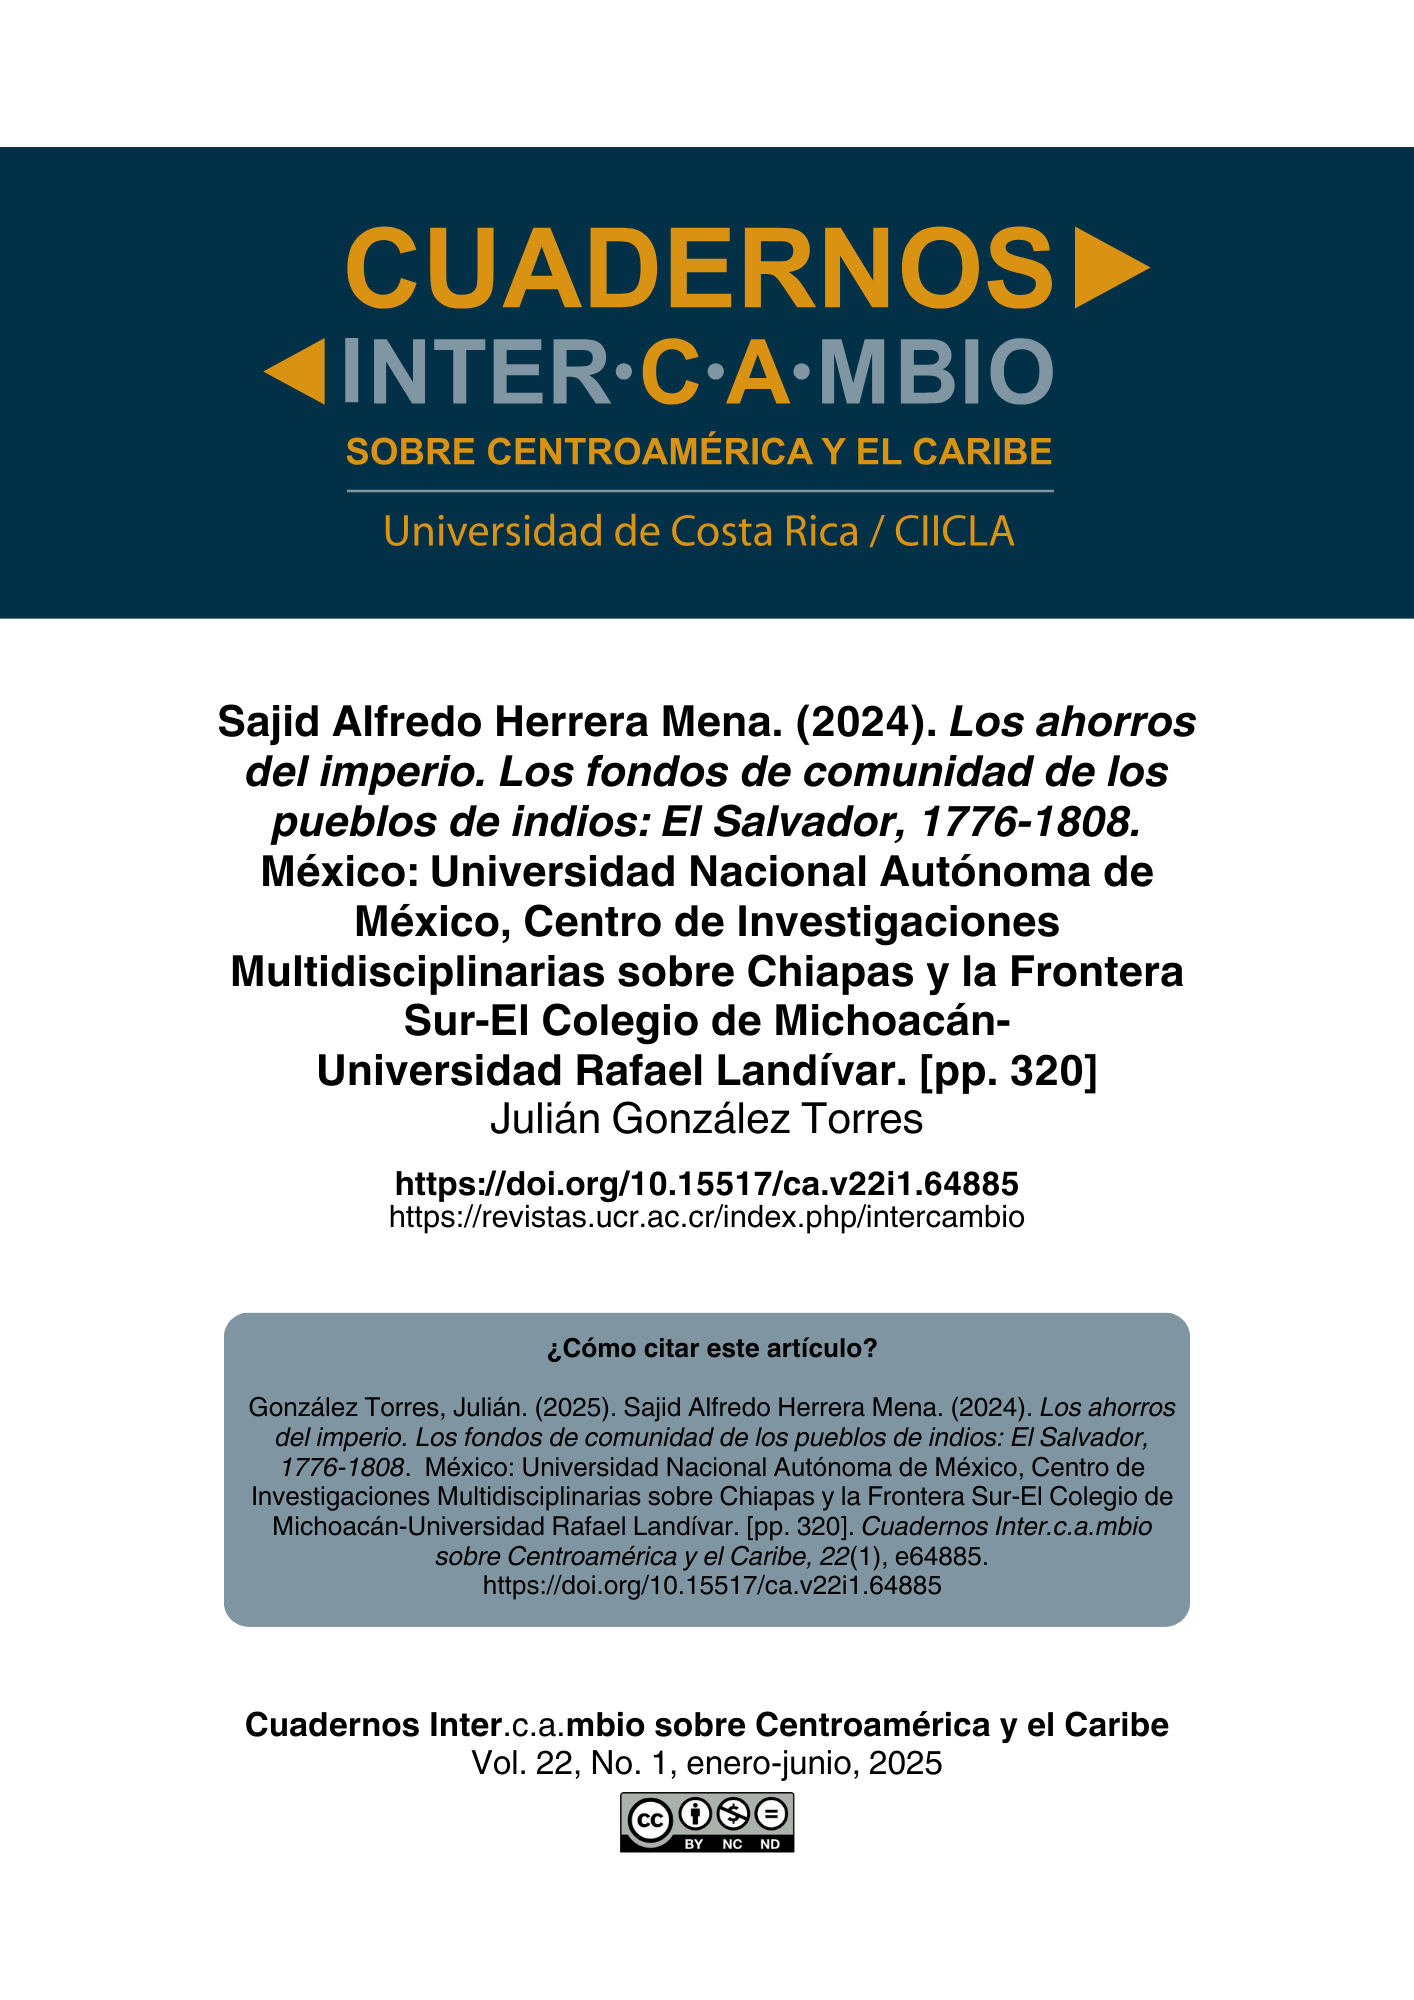 CUADERNOS
INTER·C·A·MBIO
SOBRE CENTROAMÉRICA Y EL CARIBE
Universidad de Costa Rica / CIICLA
Sajid Alfredo Herrera Mena. (2024). Los ahorros
del imperio. Los fondos de comunidad de los
pueblos de indios: El Salvador, 1776-1808.
México: Universidad Nacional Autónoma de
México, Centro de Investigaciones
Multidisciplinarias sobre Chiapas y la Frontera
Sur-El Colegio de Michoacán-
Universidad Rafael Landívar. [pp. 320]
Julián González Torres
https://doi.org/10.15517/ca.v22i1.64885
https://revistas.ucr.ac.cr/index.php/intercambio
¿Cómo citar este artículo?
González Torres, Julián. (2025). Sajid Alfredo Herrera Mena. (2024). Los ahorros
del imperio. Los fondos de comunidad de los pueblos de indios: El Salvador,
1776-1808. México: Universidad Nacional Autónoma de México, Centro de
Investigaciones Multidisciplinarias sobre Chiapas y la Frontera Sur-El Colegio de
Michoacán-Universidad Rafael Landívar. [pp. 320]. Cuadernos Inter.c.a.mbio
sobre Centroamérica y el Caribe, 22(1), e64885.
https://doi.org/10.15517/ca.v22i1.64885
Cuadernos Inter.c.a.mbio sobre Centroamérica y el Caribe
Vol. 22, No. 1, enero-junio, 2025
cc BY NC ND